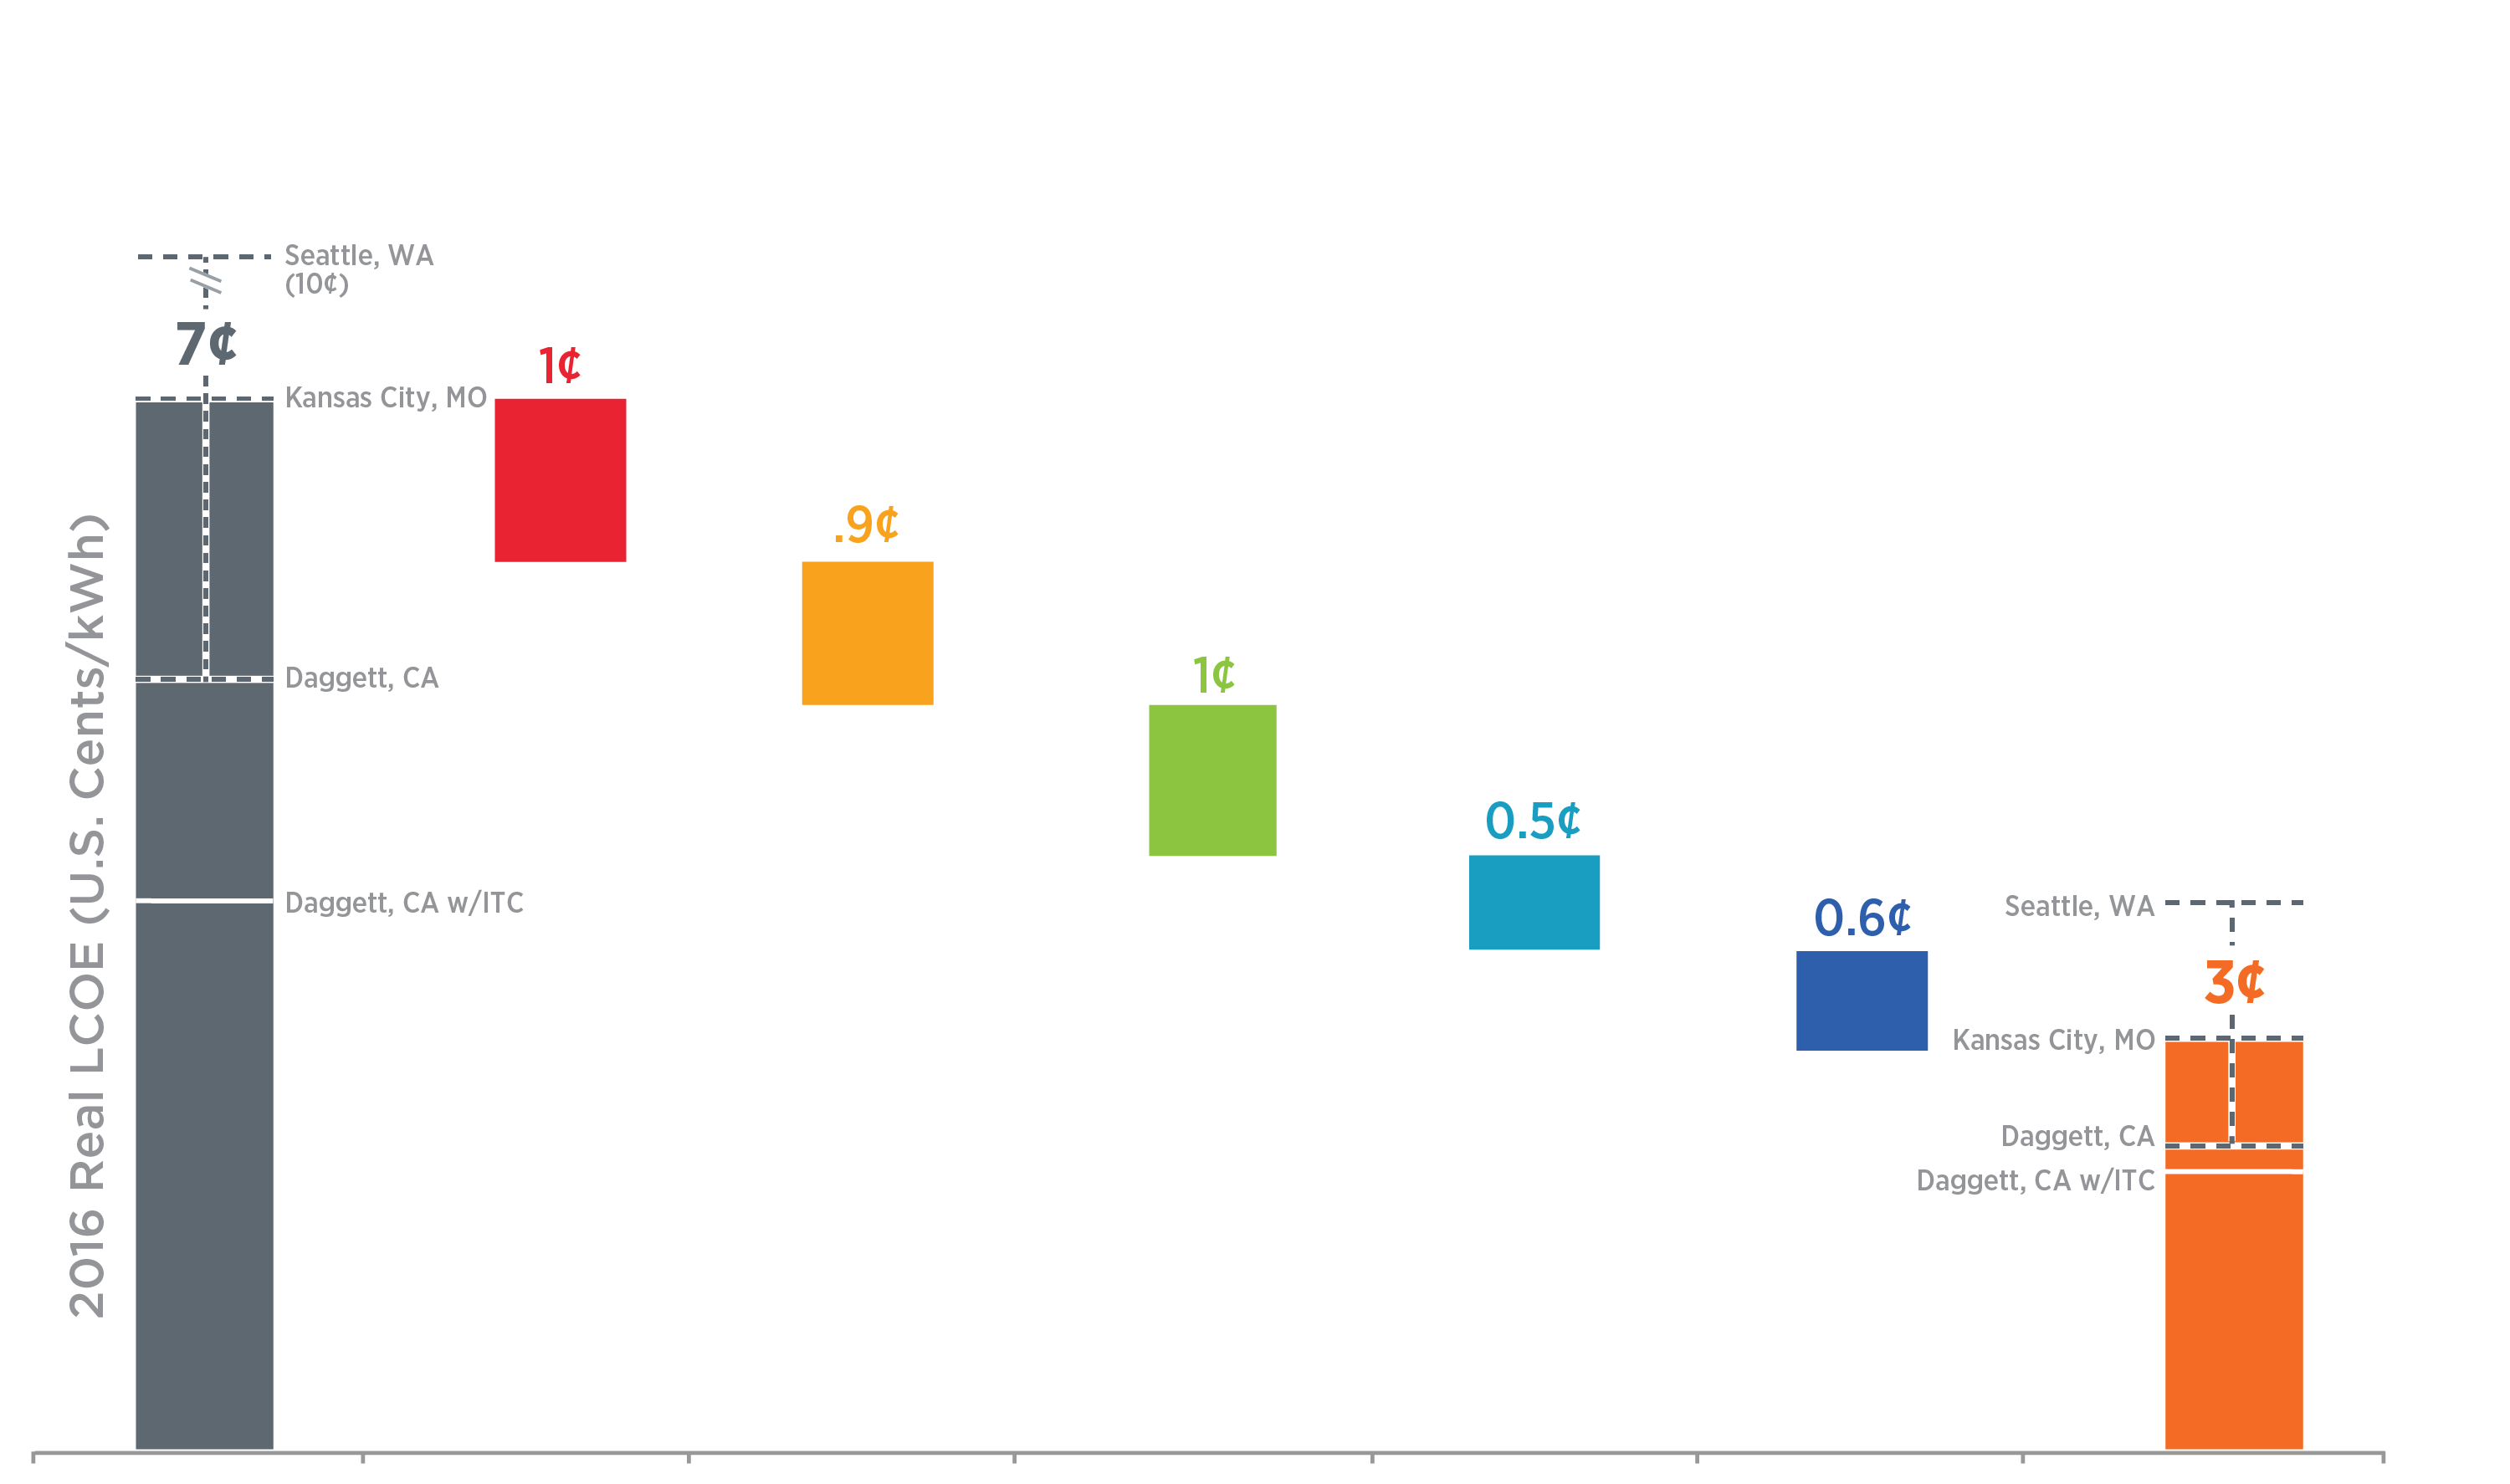 2016 Real LCOE (U.S. Cents/kWh)
Seattle, WA
(10¢)
7¢
Kansas City, MO
Daggett, CA
Daggett, CA w/ITC
1¢
.9¢
1¢
0.5¢
0.6¢
Seattle, WA
3¢
Kansas City, MO
Daggett, CA
Daggett, CA w/ITC